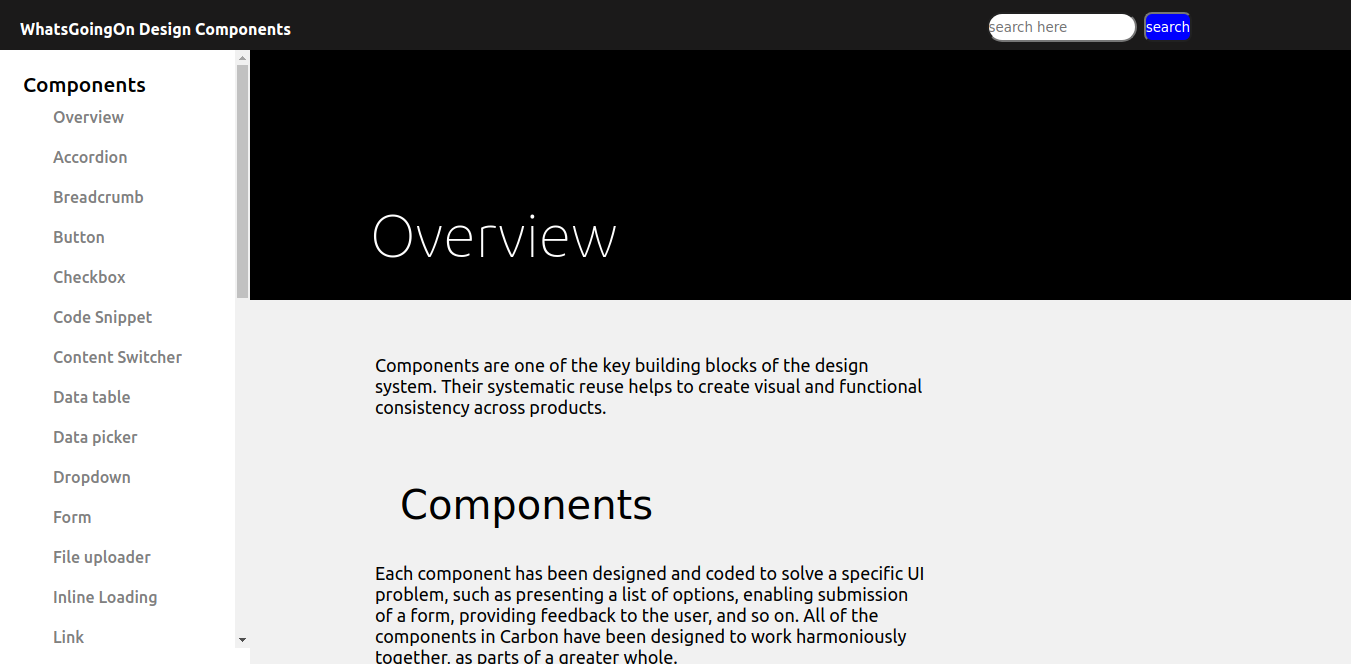 WhatsGoingOn Design Components
search here
search
Components
Overview
Accordion
Breadcrumb
Button
Checkbox
Code Snippet
Content Switcher
Data table
Data picker
Dropdown
Form
File uploader
Inline Loading
Link
Overview
Components are one of the key building blocks of the design
system. Their systematic reuse helps to create visual and functional
consistency across products.
Components
Each component has been designed and coded to solve a specific UI
problem, such as presenting a list of options, enabling submission
of a form, providing feedback to the user, and so on. All of the
components in Carbon have been designed to work harmoniously
together, as parts of a greater whole.